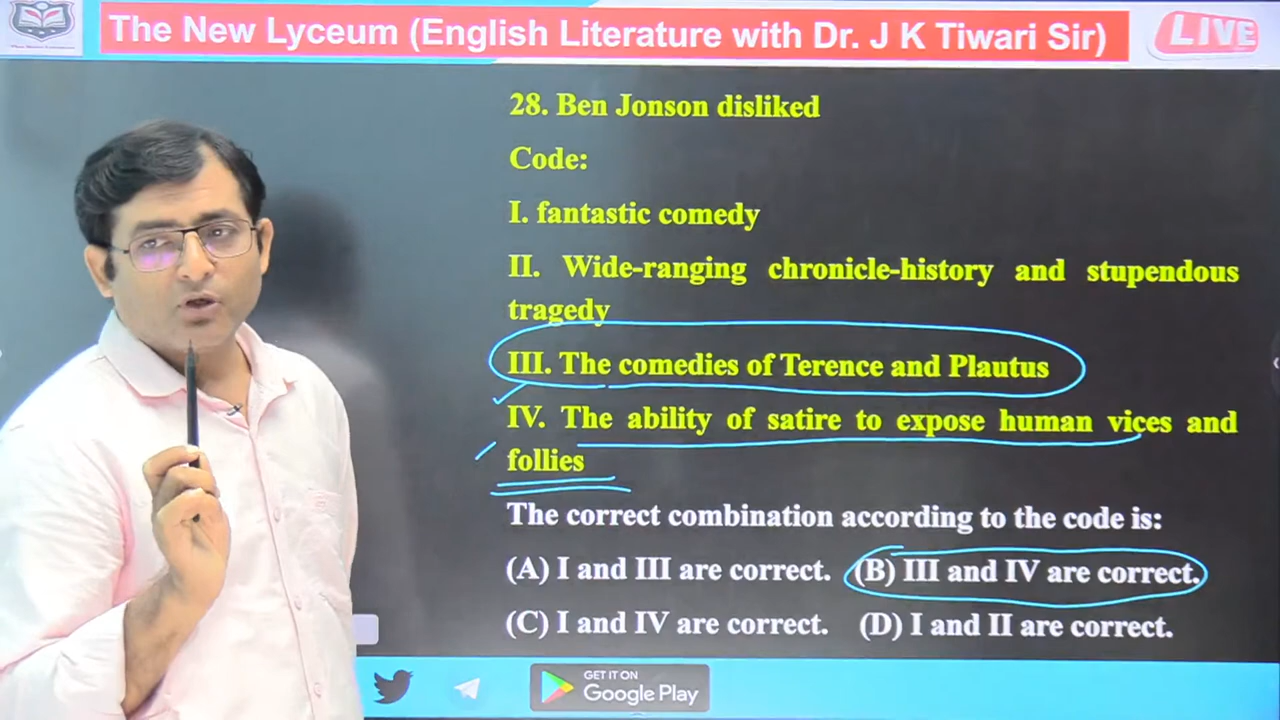 The New Lyceum (English Literature with Dr. J K Tiwari Sir)
LIVE
28. Ben Jonson disliked
Code:
I. fantastic comedy
II. Wide-ranging chronicle-history and stupendous
tragedy
III. The comedies of Terence and Plautus
IV. The ability of satire to expose human vices and
follies
The correct combination according to the code is:
(A) I and III are correct. (B) III and IV are correct.
(C) I and IV are correct. (D) I and II are correct.
GET IT ON
Google Play